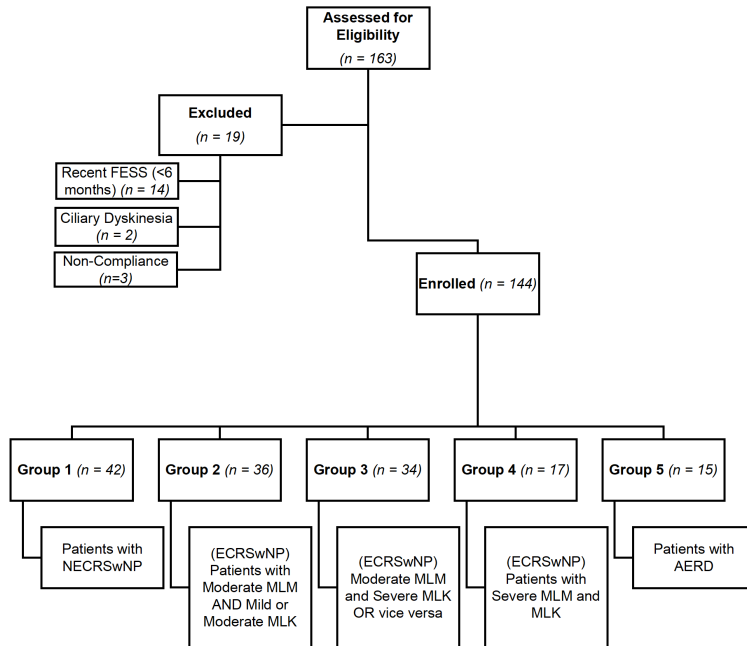 Assessed for
Eligibility
(n = 163)
Excluded
(n = 19)
Recent FESS (<6
months) (n = 14)
Ciliary Dyskinesia
(n = 2)
Non-Compliance
(n=3)
Enrolled (n = 144)
Group 1 (n = 42)
Group 2 (n = 36)
Group 3 (n = 34)
Group 4 (n = 17)
Group 5 (n = 15)
Patients with
NECRSwNP
(ECRSwNP)
Patients with
Moderate MLM
AND Mild or
Moderate MLK
(ECRSwNP)
Moderate MLM
and Severe MLK
OR vice versa
(ECRSwNP)
Patients with
Severe MLM and
MLK
Patients with
AERD